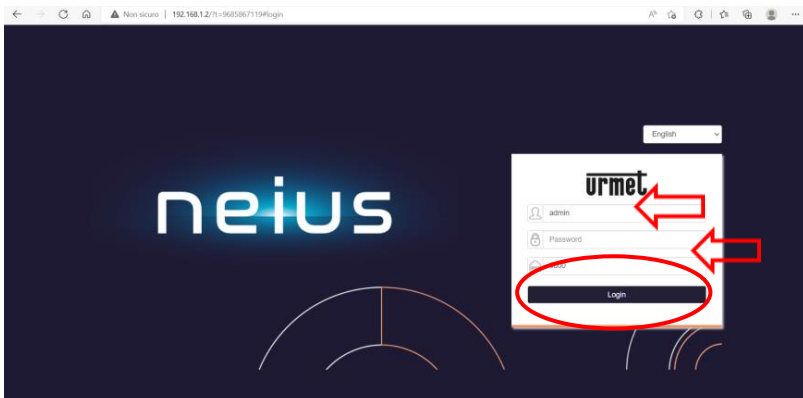 Non sicuro | 192.168.1.2/?t=9685867119#login
English
neius
urmet
admin
Password
Login